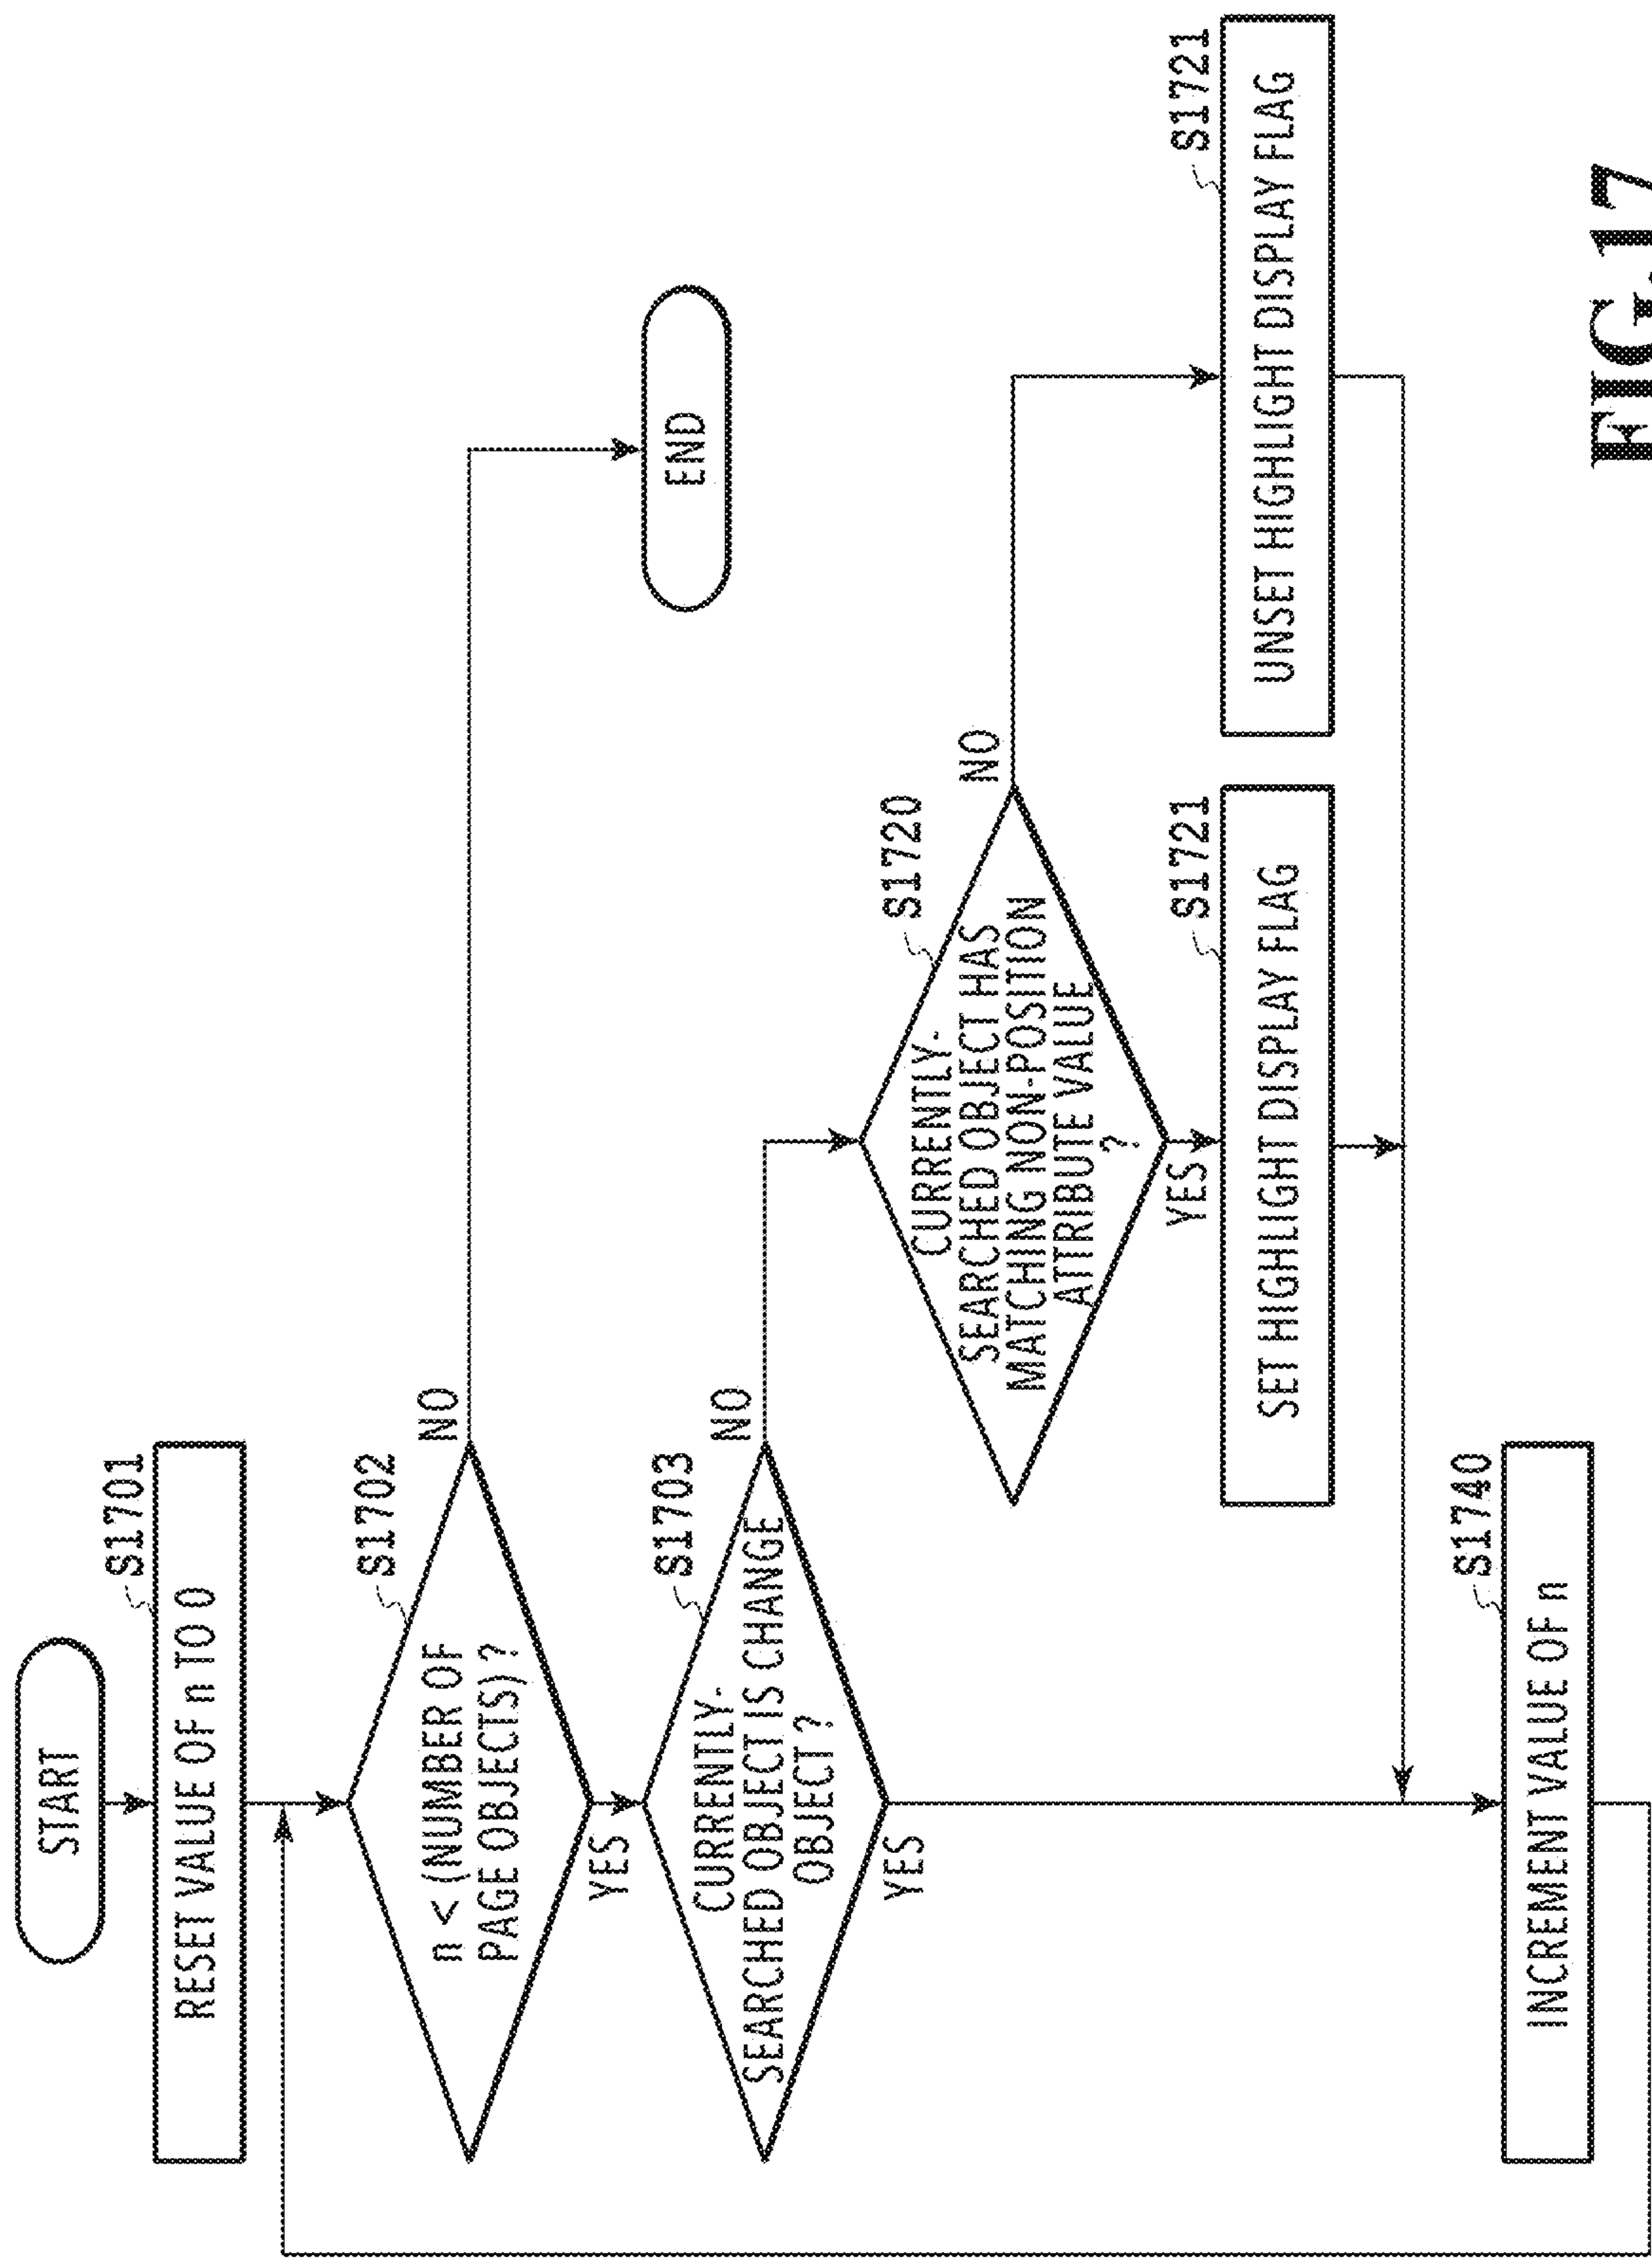 START
S1701
RESET VALUE OF n TO 0
S1702
n < (NUMBER OF
PAGE OBJECTS) ?
NO
YES
END
S1703
CURRENTLY-
SEARCHED OBJECT IS CHANGE
OBJECT ?
NO
YES
S1720
CURRENTLY-
SEARCHED OBJECT HAS
MATCHING NON-POSITION
ATTRIBUTE VALUE
?
NO
YES
S1721
SET HIGHLIGHT DISPLAY FLAG
S1721
UNSET HIGHLIGHT DISPLAY FLAG
S1740
INCREMENT VALUE OF n
FIG.17